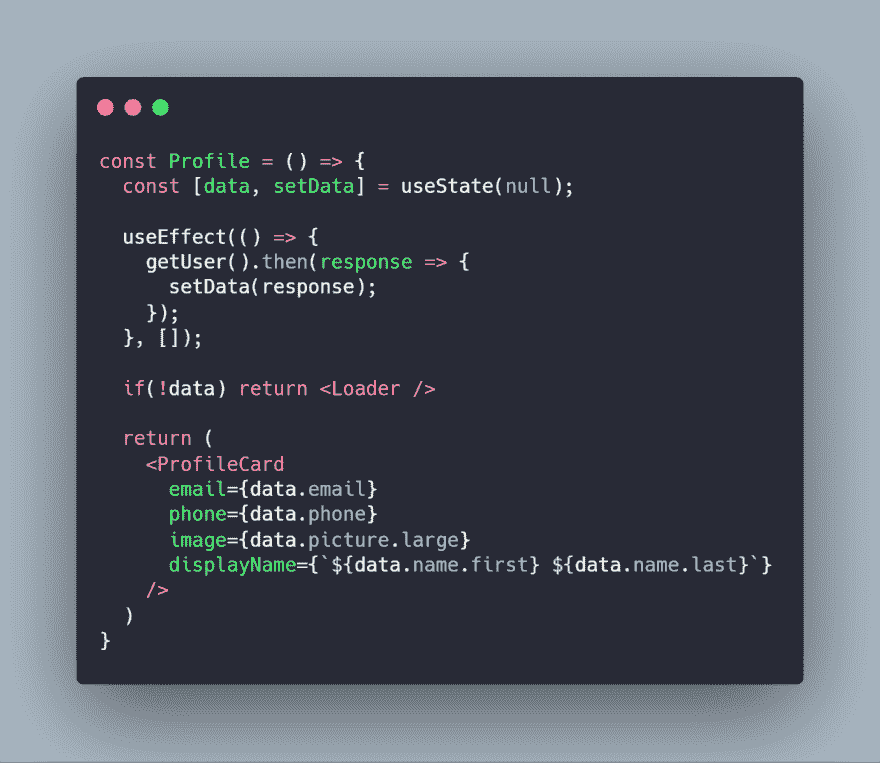 const Profile = () => {
  const [data, setData] = useState(null);

  useEffect(() => {
    getUser().then(response => {
      setData(response);
    });
  }, []);

  if(!data) return <Loader />

  return (
    <ProfileCard
      email={data.email}
      phone={data.phone}
      image={data.picture.large}
      displayName={`${data.name.first} ${data.name.last}`}
    />
  )
}